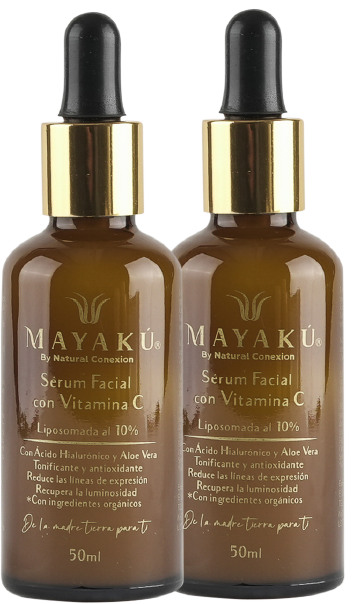 MAYAKÚ®
By Natural Conexion
Sérum Facial
con Vitamina C
Liposomada al 10%
Con Ácido Hialurónico y Aloe Vera
Tonificante y antioxidante
Reduce las líneas de expresión
Recupera la luminosidad
*Con ingredientes orgánicos
De la madre tierra para t
50ml
MAYAKÚ®
By Natural Conexion
Sérum Facial
con Vitamina C
Liposomada al 10%
Con Ácido Hialurónico y Aloe Vera
Tonificante y antioxidante
Reduce las líneas de expresión
Recupera la luminosidad
*Con ingredientes orgánicos
De la madre tierra para t
50ml